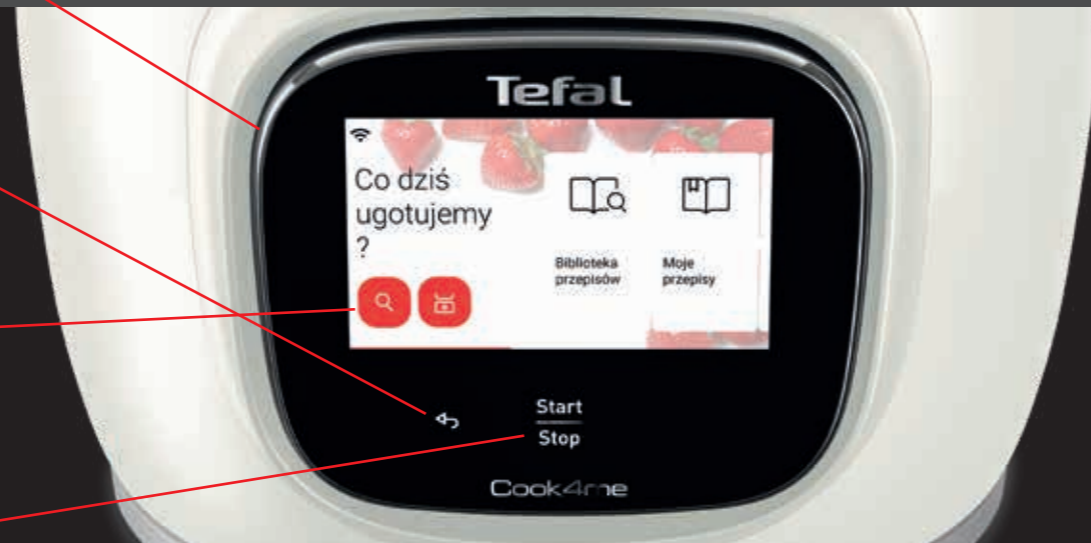 Tefal
Co dziś
ugotujemy
?
Biblioteka
przepisów
Moje
przepisy
Start
Stop
Cook4me